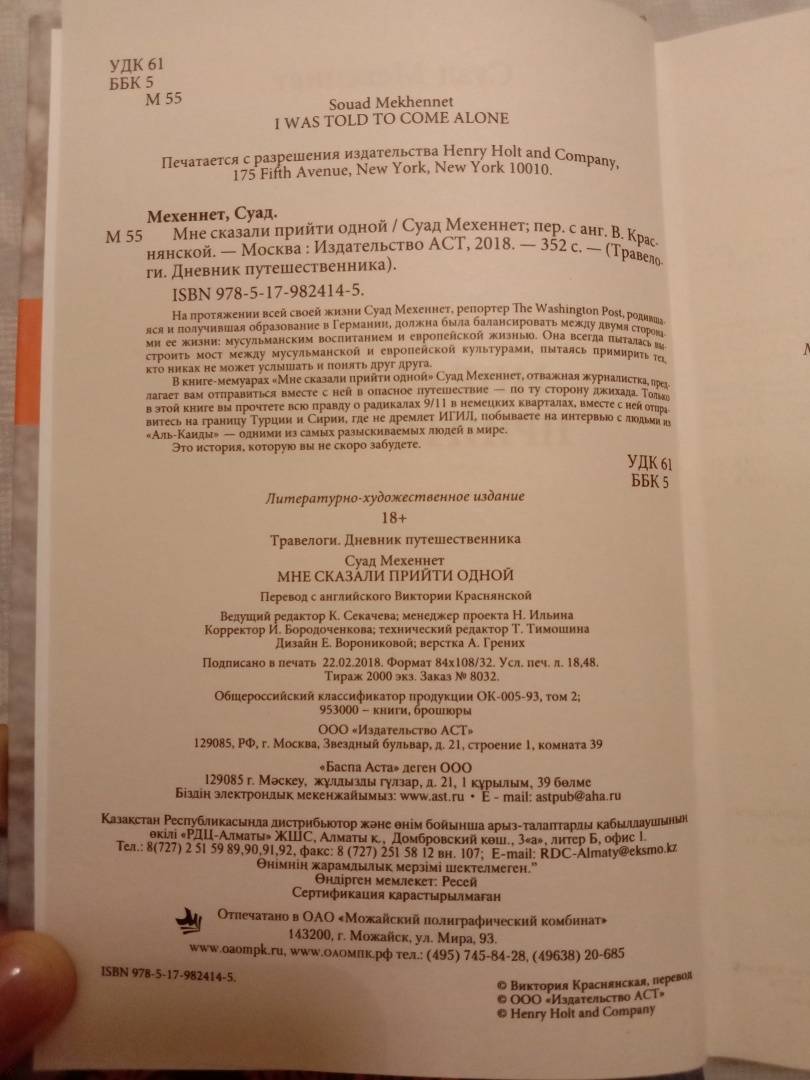 УДК 61
ББК 5
М 55
Souad Mekhennet
I WAS TOLD TO COME ALONE
Печатается с разрешения издательства Henry Holt and Company,
175 Fifth Avenue, New York, New York 10010.
Мехеннет, Суад.
М 55 Мне сказали прийти одной / Суад Мехеннет; пер. с анг. В. Крас-
нянской. — Москва : Издательство АСТ, 2018. — 352 с. — (Травело-
ги. Дневник путешественника).
ISBN 978-5-17-982414-5.
На протяжении всей своей жизни Суад Мехеннет, репортер The Washington Post, родивша-
яся и получившая образование в Германии, должна была балансировать между двумя сторона-
ми ее жизни: мусульманским воспитанием и европейской жизнью. Она всегда пыталась вы-
строить мост между мусульманской и европейской культурами, пытаясь примирить тех,
кто никак не может услышать и понять друг друга.
В книге-мемуарах «Мне сказали прийти одной» Суад Мехеннет, отважная журналистка, пред-
лагает вам отправиться вместе с ней в опасное путешествие — по ту сторону джихада. Только
в этой книге вы прочтете всю правду о радикалах 9/11 в немецких кварталах, вместе с ней отпра-
витесь на границу Турции и Сирии, где не дремлет ИГИЛ, побываете на интервью с людьми из
«Аль-Каиды» — одними из самых разыскиваемых людей в мире.
Это история, которую вы не скоро забудете.
УДК 61
ББК 5
Литературно-художественное издание
18+
Травелоги. Дневник путешественника
Суад Мехеннет
МНЕ СКАЗАЛИ ПРИЙТИ ОДНОЙ
Перевод с английского Виктории Краснянской
Ведущий редактор К. Секачева; менеджер проекта Н. Ильина
Корректор И. Бородоченкова; технический редактор Т. Тимошина
Дизайн Е. Ворониковой; верстка А. Грених
Подписано в печать 22.02.2018. Формат 84х108/32. Усл. печ. л. 18,48.
Тираж 2000 экз. Заказ № 8032.
Общероссийский классификатор продукции ОК-005-93, том 2;
953000 – книги, брошюры
ООО «Издательство АСТ»
129085, РФ, г. Москва, Звездный бульвар, д. 21, строение 1, комната 39
«Баспа Аста» деген ООО
129085 г. Мәскеу, жұлдызды гүлзар, д. 21, 1 құрылым, 39 бөлме
Біздің электрондық мекенжайымыз: www.ast.ru • E - mail: astpub@aha.ru
Қазақстан Республикасында дистрибьютор және өнім бойынша арыз-талаптарды қабылдаушының
өкілі «РДЦ-Алматы» ЖШС, Алматы қ., Домбровский көш., 3«а», литер Б, офис 1.
Тел.: 8(727) 2 51 59 89,90,91,92, факс: 8 (727) 251 58 12 вн. 107; E-mail: RDC-Almaty@eksmo.kz
Өнімнің жарамдылық мерзімі шектелмеген.”
Өндірген мемлекет: Ресей
Сертификация қарастырылмаған
Отпечатано в ОАО «Можайский полиграфический комбинат»
143200, г. Можайск, ул. Мира, 93.
www.oaompk.ru, www.оаомпк.рф тел.: (495) 745-84-28, (49638) 20-685
ISBN 978-5-17-982414-5.
© Виктория Краснянская, перевод
© ООО «Издательство АСТ»
© Henry Holt and Company